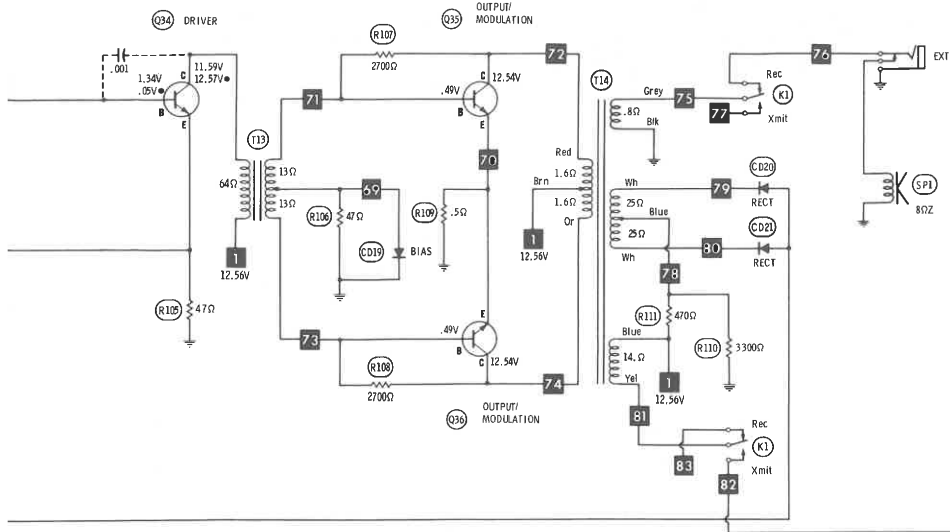 Q34 DRIVER
Q35 OUTPUT/
MODULATION
.001
11.59V
12.57V●
1.34V
.05V●
C
B
E
R107
2700Ω
72
C
12.54V
.49V
B
E
71
T13
64Ω
13Ω
13Ω
1
12.56V
69
R106
47Ω
CD19
BIAS
R109
.5Ω
70
R105
47Ω
T14
Red
1.6Ω
Brn
1.6Ω
Or
1
12.56V
Grey
.8Ω
Blk
75
77
Rec
K1
Xmit
76
EXT
SP1
8ΩZ
Wh
25Ω
Blue
25Ω
Wh
79
CD20
RECT
80
CD21
RECT
78
R111
470Ω
R110
3300Ω
Blue
14.Ω
Yel
1
12.56V
73
.49V
E
B
C
12.54V
R108
2700Ω
74
Q36
OUTPUT/
MODULATION
81
83
Rec
K1
Xmit
82